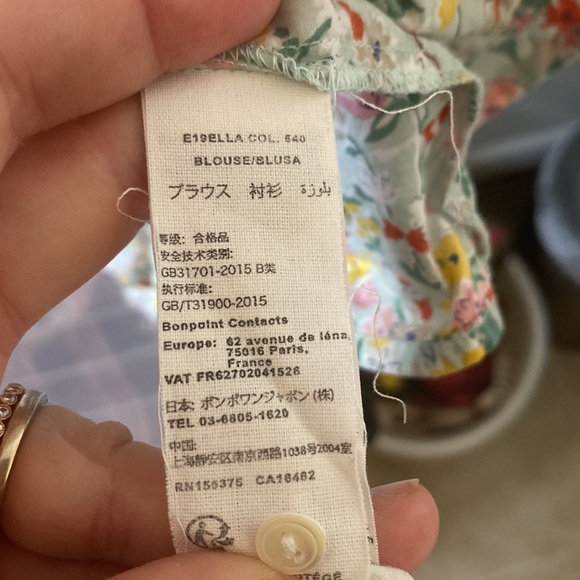 E19ELLA COL. 540
BLOUSE/BLUSA
ブラウス 衬衫 بلوزة
等级: 合格品
安全技术类别:
GB31701-2015 B类
执行标准:
GB/T31900-2015
Bonpoint Contacts
Europe: 62 avenue de Iéna,
75016 Paris,
France
VAT FR62702041526
日本: ボンポワンジャポン (株)
TEL 03-6805-1620
中国:
上海静安区南京西路1038号2004室
RN156375 CA16482